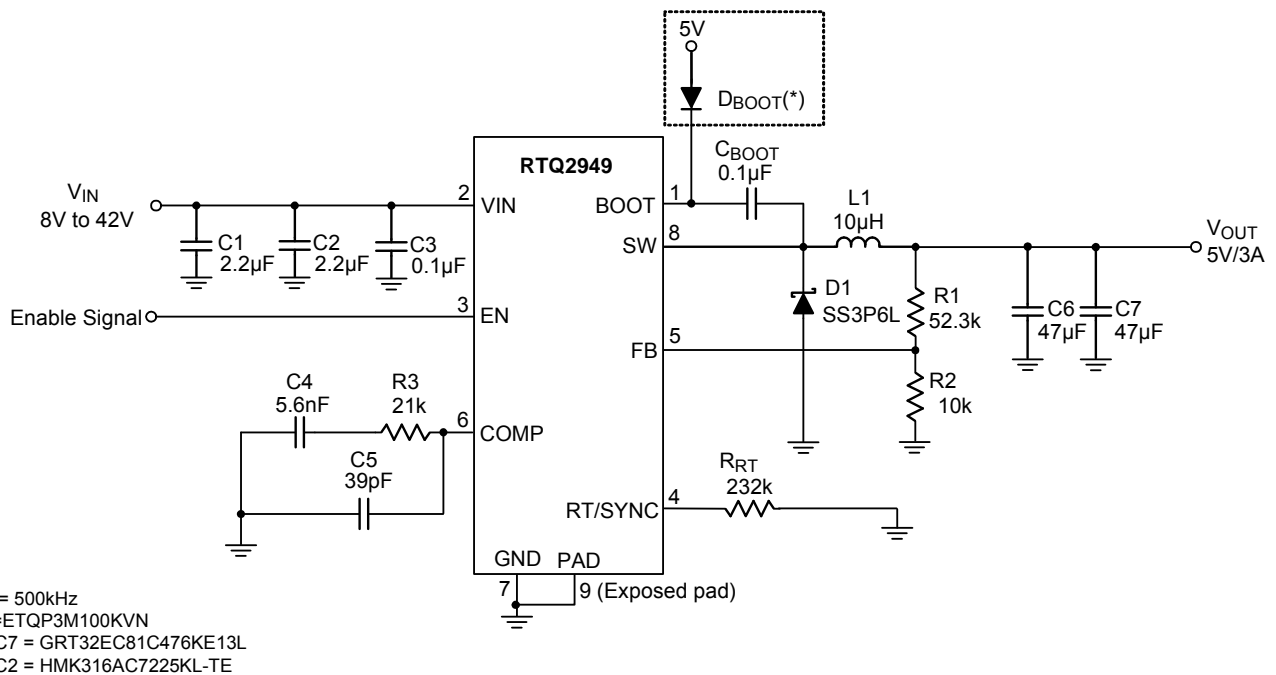 5V
DBOOT(*)
RTQ2949
CBOOT
0.1µF
VIN
8V to 42V
2
VIN
BOOT
1
L1
10µH
SW
8
VOUT
5V/3A
C1
2.2µF
C2
2.2µF
C3
0.1µF
D1
SS3P6L
R1
52.3k
C6
47µF
C7
47µF
Enable Signal
3
EN
5
FB
R2
10k
C4
5.6nF
R3
21k
6
COMP
C5
39pF
RRT
232k
RT/SYNC
4
GND
PAD
7
9 (Exposed pad)
= 500kHz
=ETQP3M100KVN
C7 = GRT32EC81C476KE13L
C2 = HMK316AC7225KL-TE